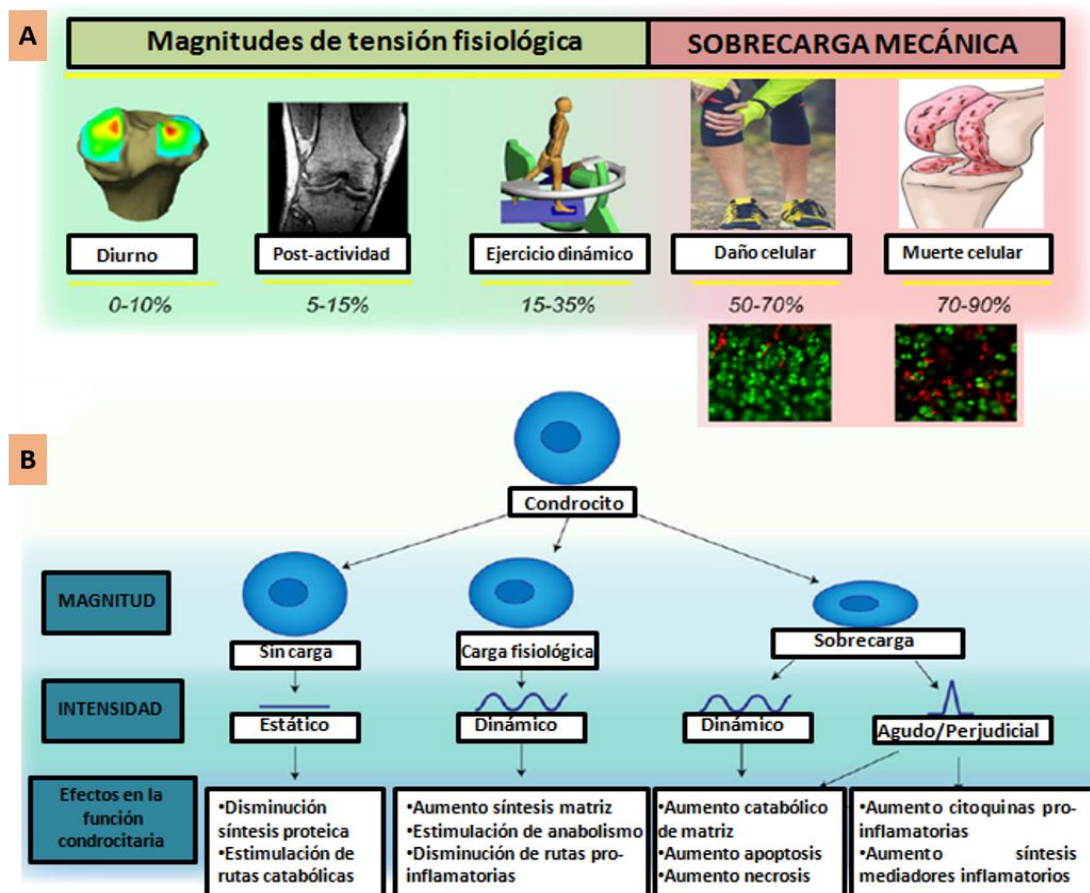 A
Magnitudes de tensión fisiológica
SOBRECARGA MECÁNICA
Diurno
Post-actividad
Ejercicio dinámico
Daño celular
Muerte celular
0-10%
5-15%
15-35%
50-70%
70-90%
B
Condrocito
MAGNITUD
Sin carga
Carga fisiológica
Sobrecarga
INTENSIDAD
Estático
Dinámico
Dinámico
Agudo/Perjudicial
Efectos en la
función
condrocitaria
•Disminución
síntesis proteica
•Estimulación de
rutas catabólicas
•Aumento síntesis matriz
•Estimulación de anabolismo
•Disminución de rutas pro-
inflamatorias
•Aumento catabólico
de matriz
•Aumento apoptosis
•Aumento necrosis
•Aumento citoquinas pro-
inflamatorias
•Aumento síntesis
mediadores inflamatorios